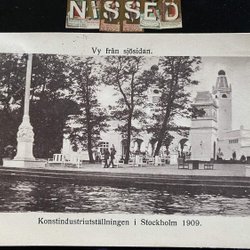 NISSED
Vy från sjösidan.
Konstindustriutställningen i Stockholm 1909.